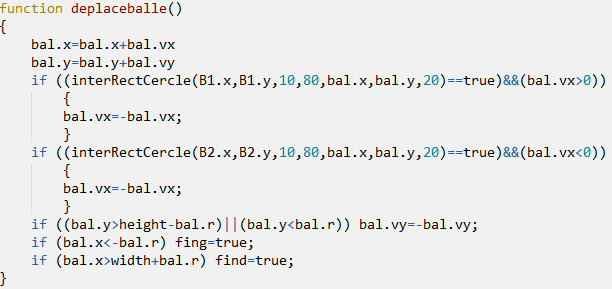 function deplaceballe()
{
    bal.x=bal.x+bal.vx
    bal.y=bal.y+bal.vy
    if ((interRectCercle(B1.x,B1.y,10,80,bal.x,bal.y,20)==true)&&(bal.vx>0))
        {
        bal.vx=-bal.vx;
        }
    if ((interRectCercle(B2.x,B2.y,10,80,bal.x,bal.y,20)==true)&&(bal.vx<0))
        {
        bal.vx=-bal.vx;
        }
    if ((bal.y>height-bal.r)||(bal.y<bal.r)) bal.vy=-bal.vy;
    if (bal.x<-bal.r) fing=true;
    if (bal.x>width+bal.r) find=true;
}